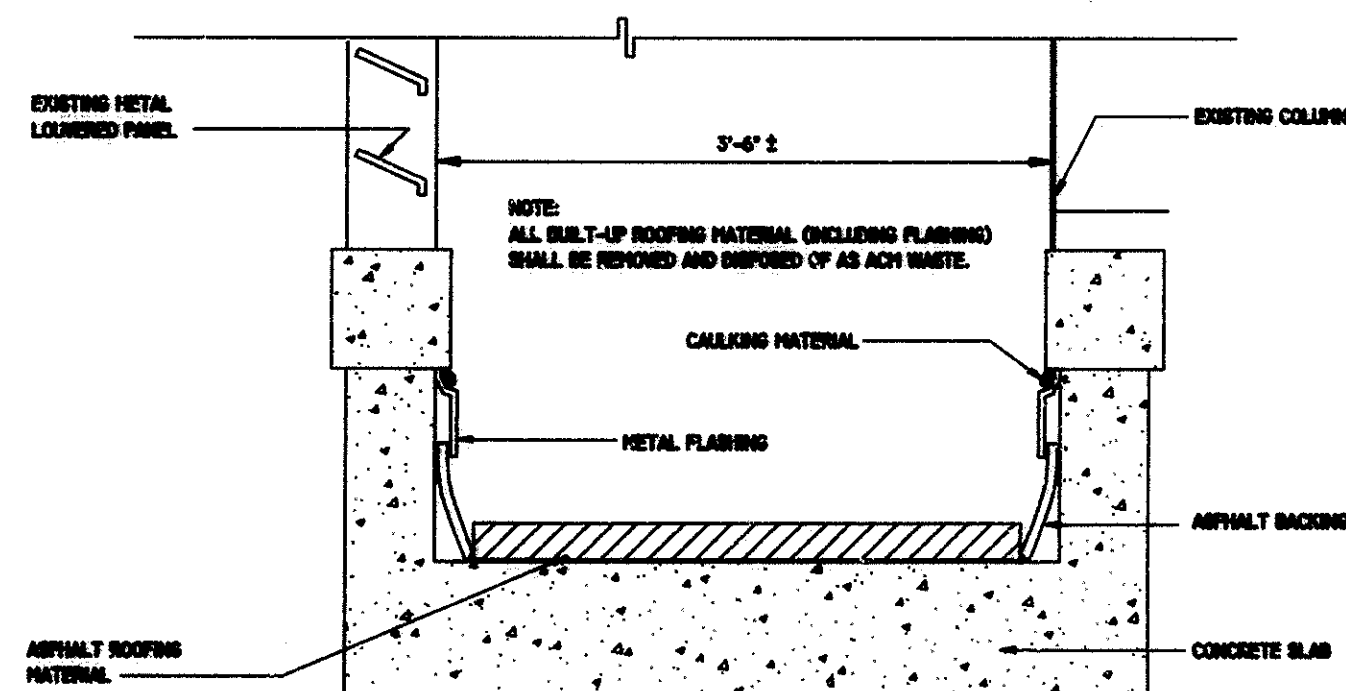 EXISTING METAL
LOUVERED PANEL
EXISTING COLUMN
3'-6" ±
NOTE:
ALL BUILT-UP ROOFING MATERIAL (INCLUDING FLASHING)
SHALL BE REMOVED AND DISPOSED OF AS ACM WASTE.
CAULKING MATERIAL
METAL FLASHING
ASPHALT BACKING
ASPHALT ROOFING
MATERIAL
CONCRETE SLAB